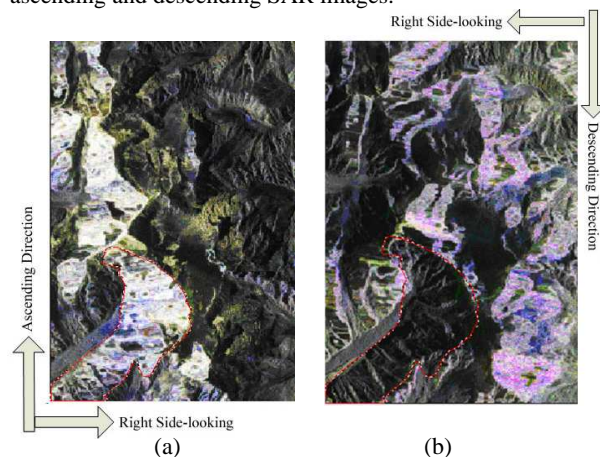 ascending and descending SAR images.
Right Side-looking
Descending Direction
Ascending Direction
Right Side-looking
(a)
(b)